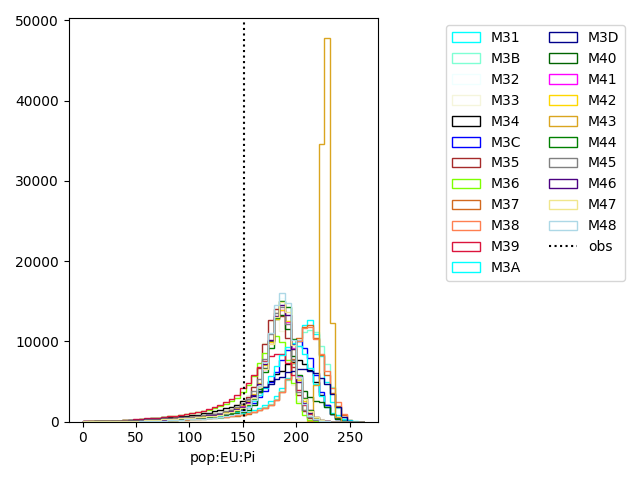 50000
40000
30000
20000
10000
0
0 50 100 150 200 250
pop:EU:Pi
M31 M3D
M3B M40
M32 M41
M33 M42
M34 M43
M3C M44
M35 M45
M36 M46
M37 M47
M38 M48
M39 obs
M3A